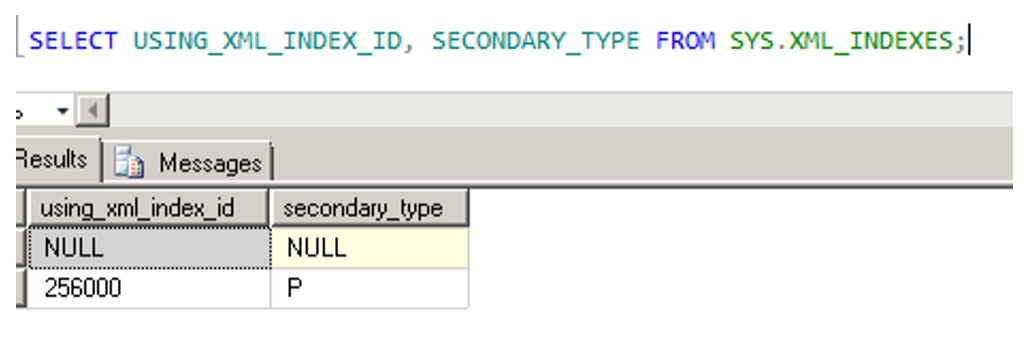 SELECT USING_XML_INDEX_ID, SECONDARY_TYPE FROM SYS.XML_INDEXES;
Results Messages
using_xml_index_id secondary_type
NULL NULL
256000 P